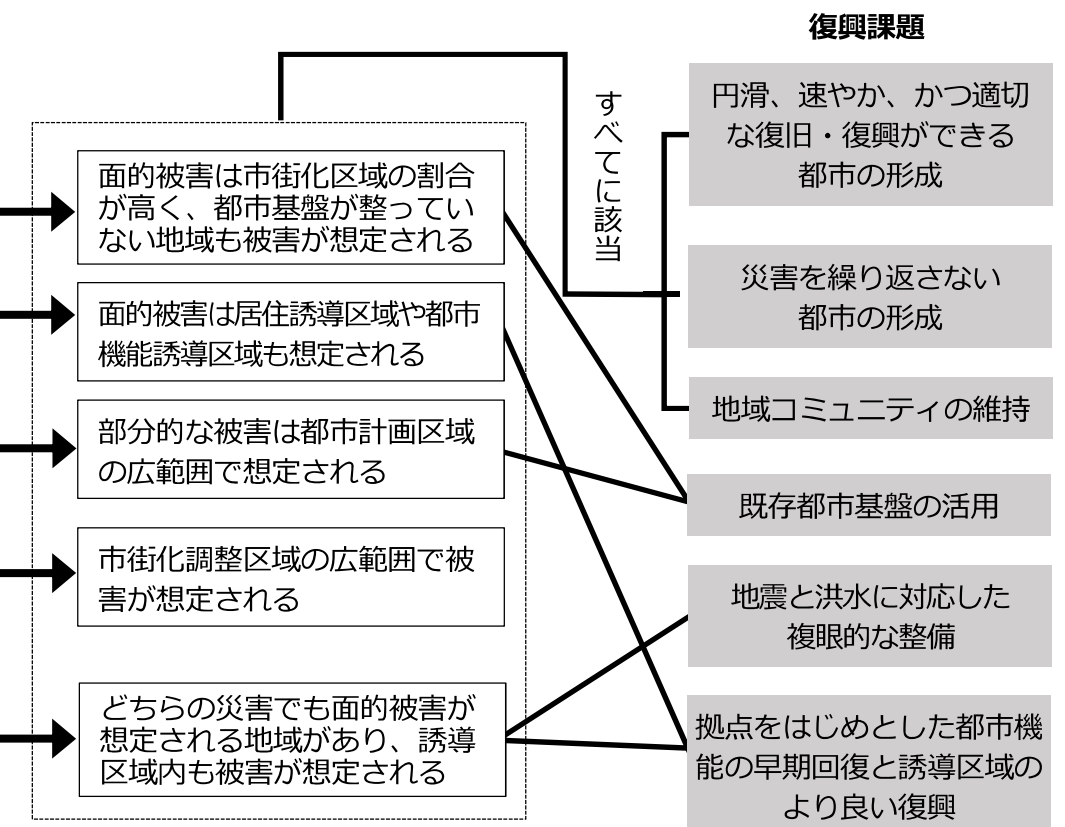 復興課題
すべてに該当
面的被害は市街化区域の割合
が高く、都市基盤が整ってい
ない地域も被害が想定される
面的被害は居住誘導区域や都市
機能誘導区域も想定される
部分的な被害は都市計画区域
の広範囲で想定される
市街化調整区域の広範囲で被
害が想定される
どちらの災害でも面的被害が
想定される地域があり、誘導
区域内も被害が想定される
円滑、速やか、かつ適切
な復旧・復興ができる
都市の形成
災害を繰り返さない
都市の形成
地域コミュニティの維持
既存都市基盤の活用
地震と洪水に対応した
複眼的な整備
拠点をはじめとした都市機
能の早期回復と誘導区域の
より良い復興